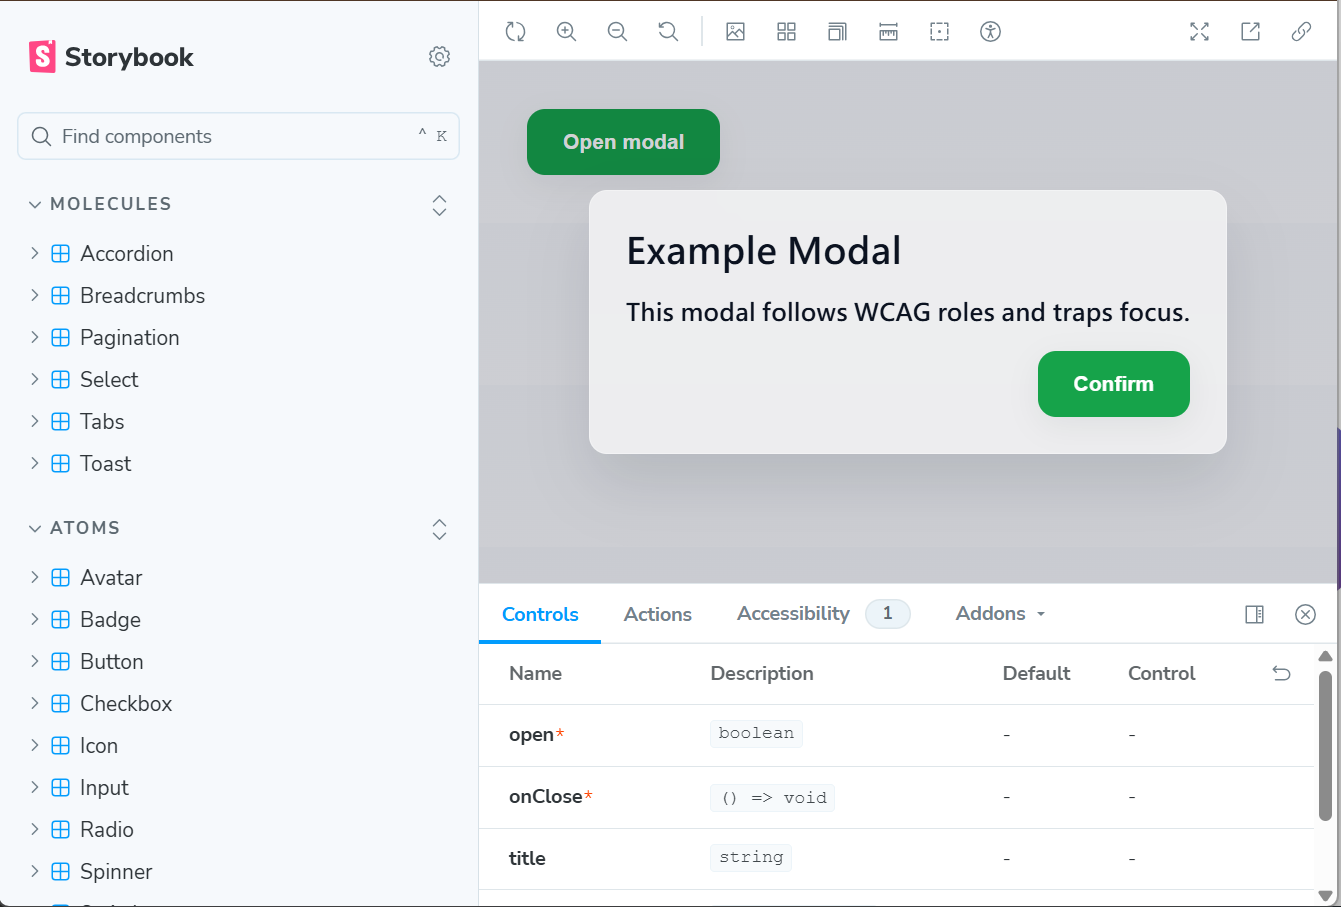 Storybook
Find components
^ K
MOLECULES
Accordion
Breadcrumbs
Pagination
Select
Tabs
Toast
ATOMS
Avatar
Badge
Button
Checkbox
Icon
Input
Radio
Spinner
Open modal
Example Modal
This modal follows WCAG roles and traps focus.
Confirm
Controls Actions Accessibility 1 Addons
Name Description Default Control
open* boolean - -
onClose* () => void - -
title string - -